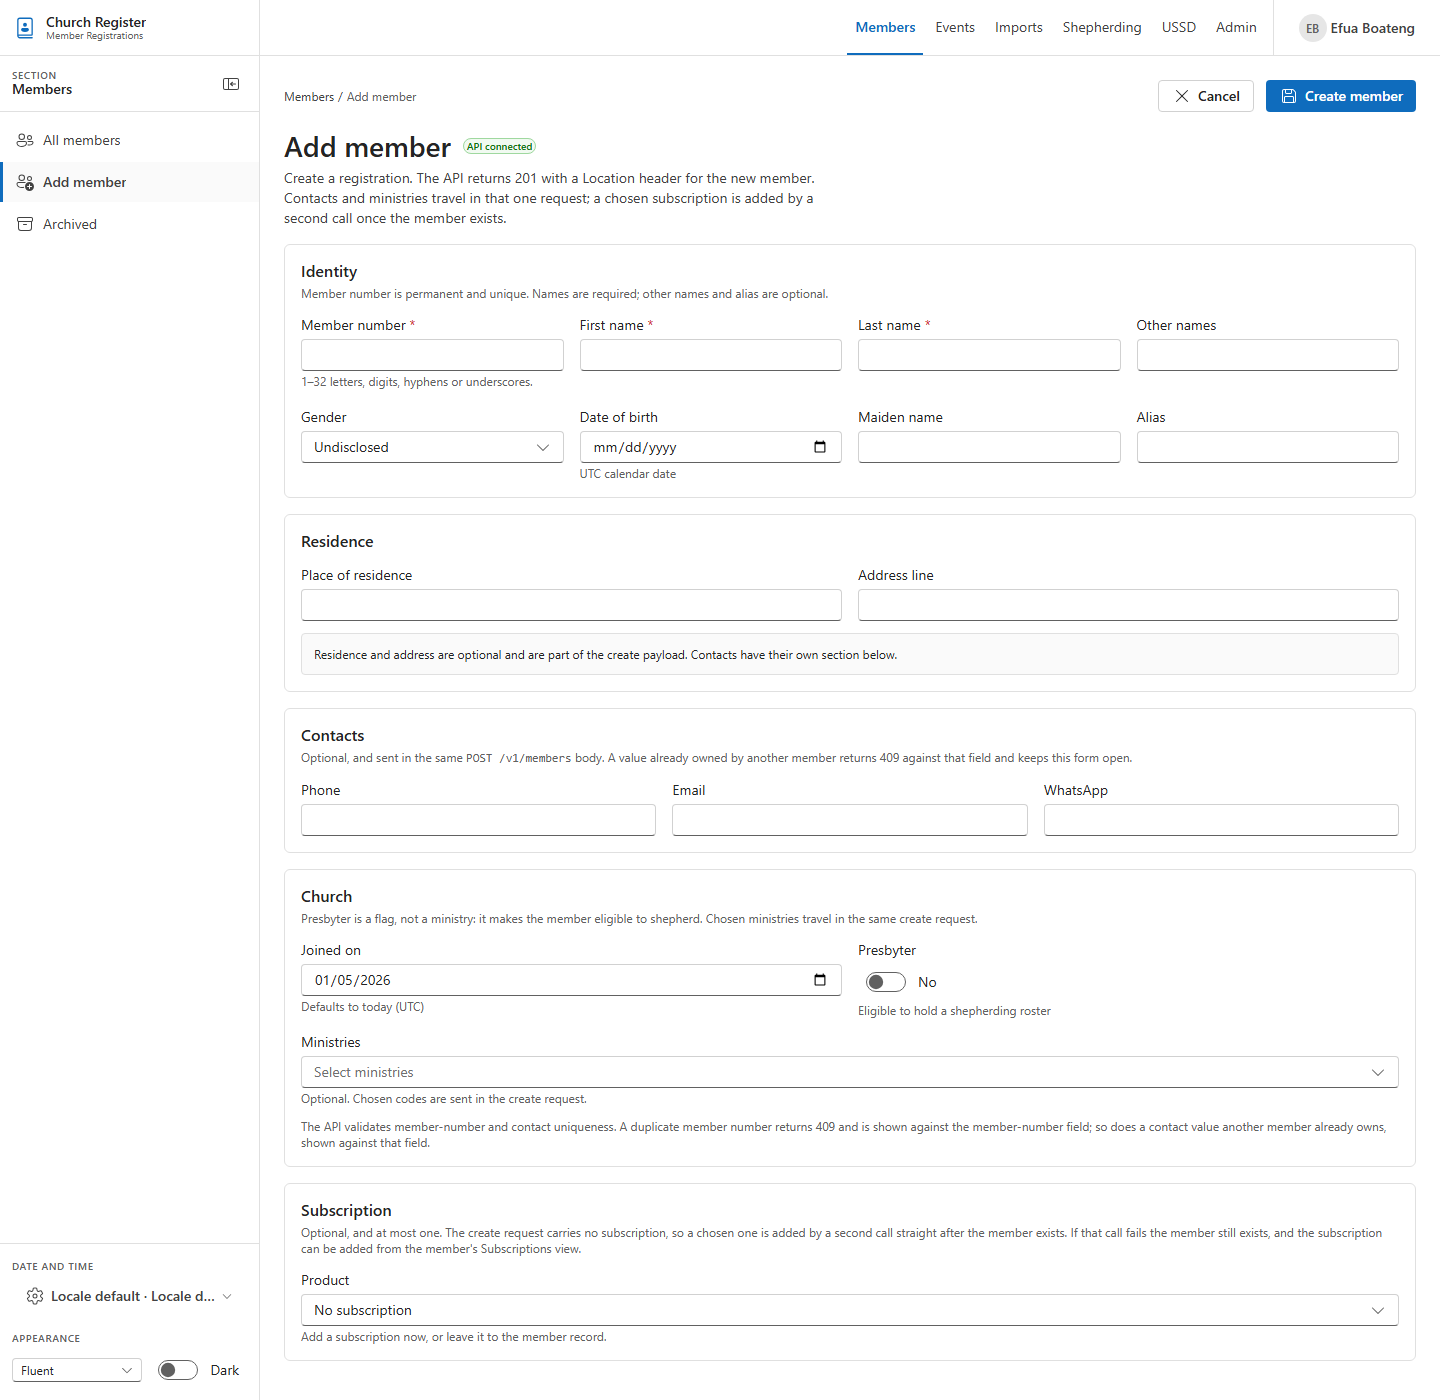 Church Register
Member Registrations
Members Events Imports Shepherding USSD Admin
EB Efua Boateng
SECTION
Members
All members
Add member
Archived
DATE AND TIME
Locale default · Locale d...
APPEARANCE
Fluent
Dark
Members / Add member
Cancel
Create member
Add member
API connected
Create a registration. The API returns 201 with a Location header for the new member.
Contacts and ministries travel in that one request; a chosen subscription is added by a
second call once the member exists.
Identity
Member number is permanent and unique. Names are required; other names and alias are optional.
Member number * First name * Last name * Other names
1–32 letters, digits, hyphens or underscores.
Gender Date of birth Maiden name Alias
Undisclosed mm/dd/yyyy
UTC calendar date
Residence
Place of residence Address line
Residence and address are optional and are part of the create payload. Contacts have their own section below.
Contacts
Optional, and sent in the same POST /v1/members body. A value already owned by another member returns 409 against that field and keeps this form open.
Phone Email WhatsApp
Church
Presbyter is a flag, not a ministry: it makes the member eligible to shepherd. Chosen ministries travel in the same create request.
Joined on Presbyter
01/05/2026 No
Defaults to today (UTC) Eligible to hold a shepherding roster
Ministries
Select ministries
Optional. Chosen codes are sent in the create request.
The API validates member-number and contact uniqueness. A duplicate member number returns 409 and is shown against the member-number field; so does a contact value another member already owns,
shown against that field.
Subscription
Optional, and at most one. The create request carries no subscription, so a chosen one is added by a second call straight after the member exists. If that call fails the member still exists, and the subscription
can be added from the member's Subscriptions view.
Product
No subscription
Add a subscription now, or leave it to the member record.